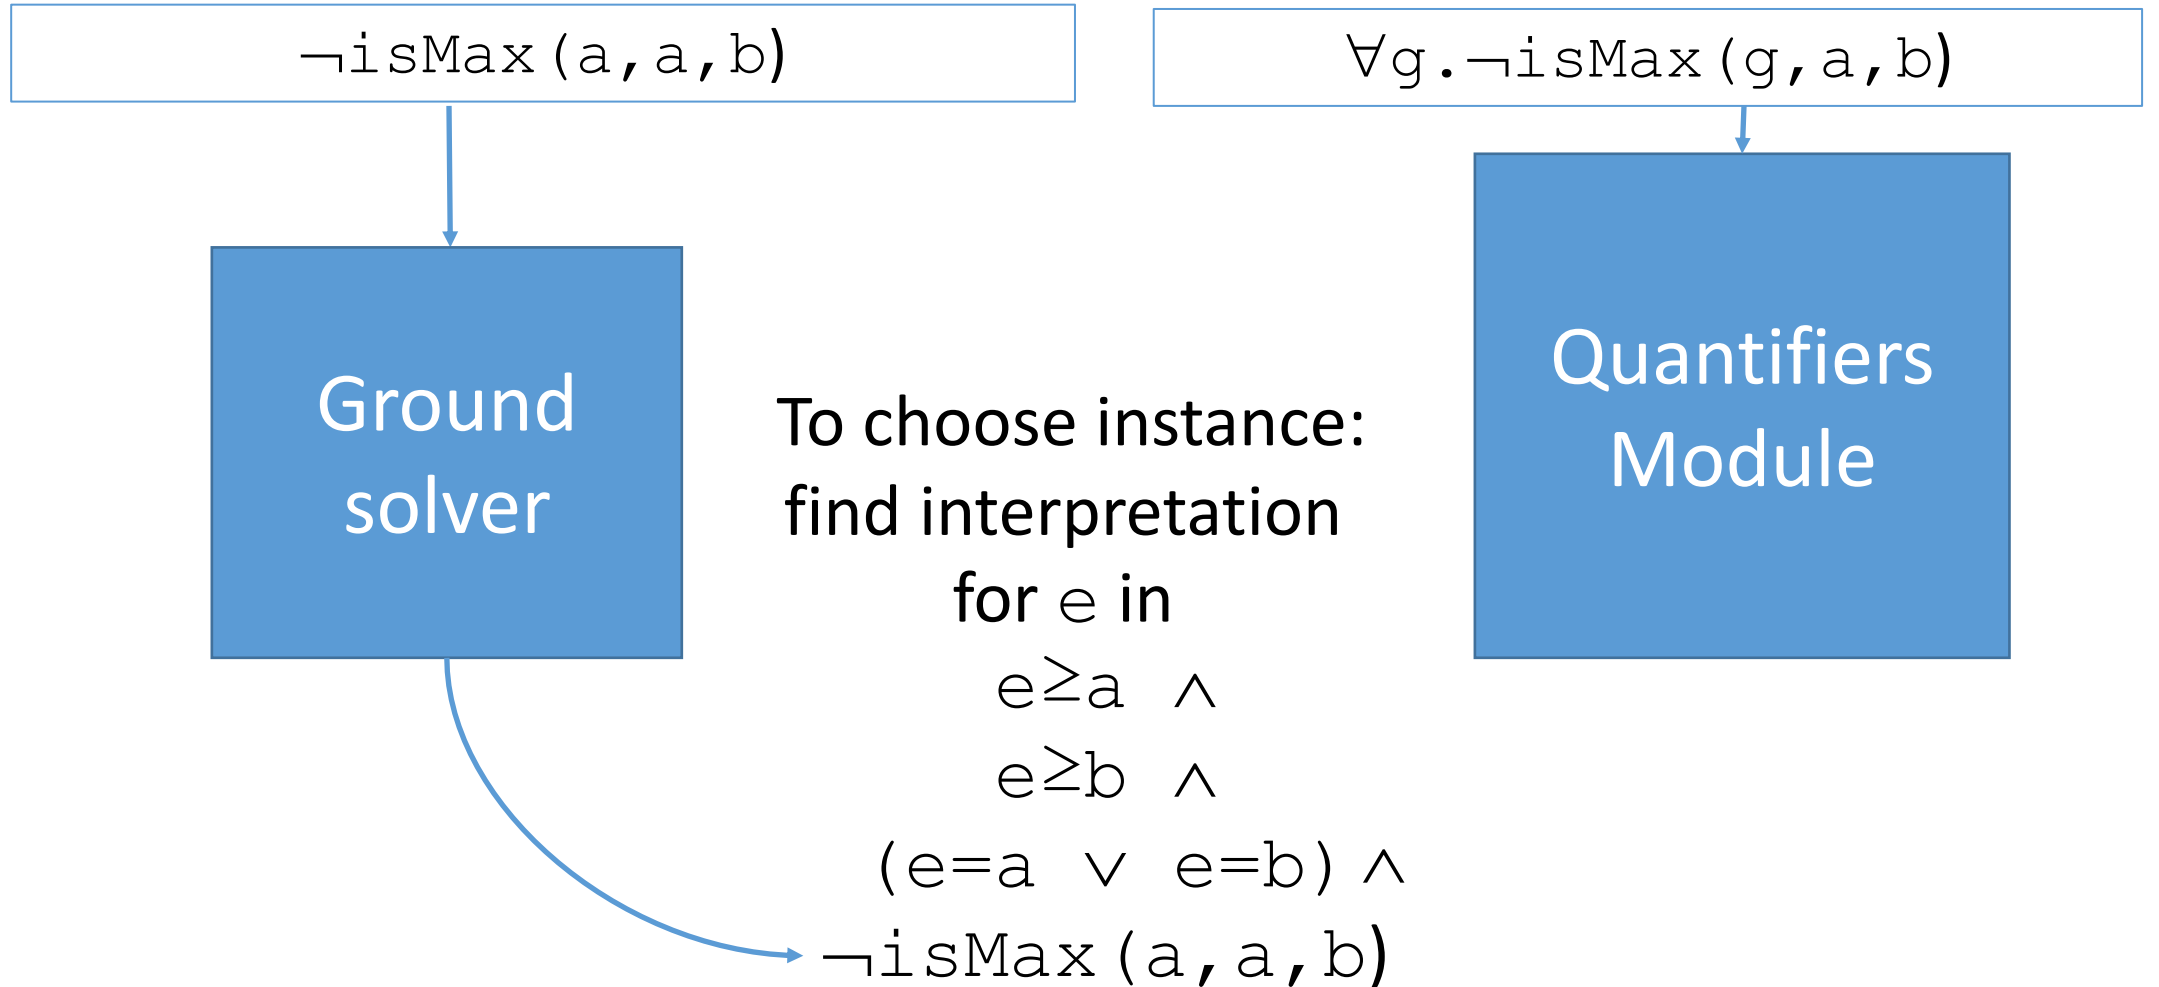 ¬isMax(a,a,b)
∀g.¬isMax(g,a,b)
Ground
solver
Quantifiers
Module
To choose instance:
find interpretation
for e in
e≥a ∧
e≥b ∧
(e=a ∨ e=b)∧
¬isMax(a,a,b)